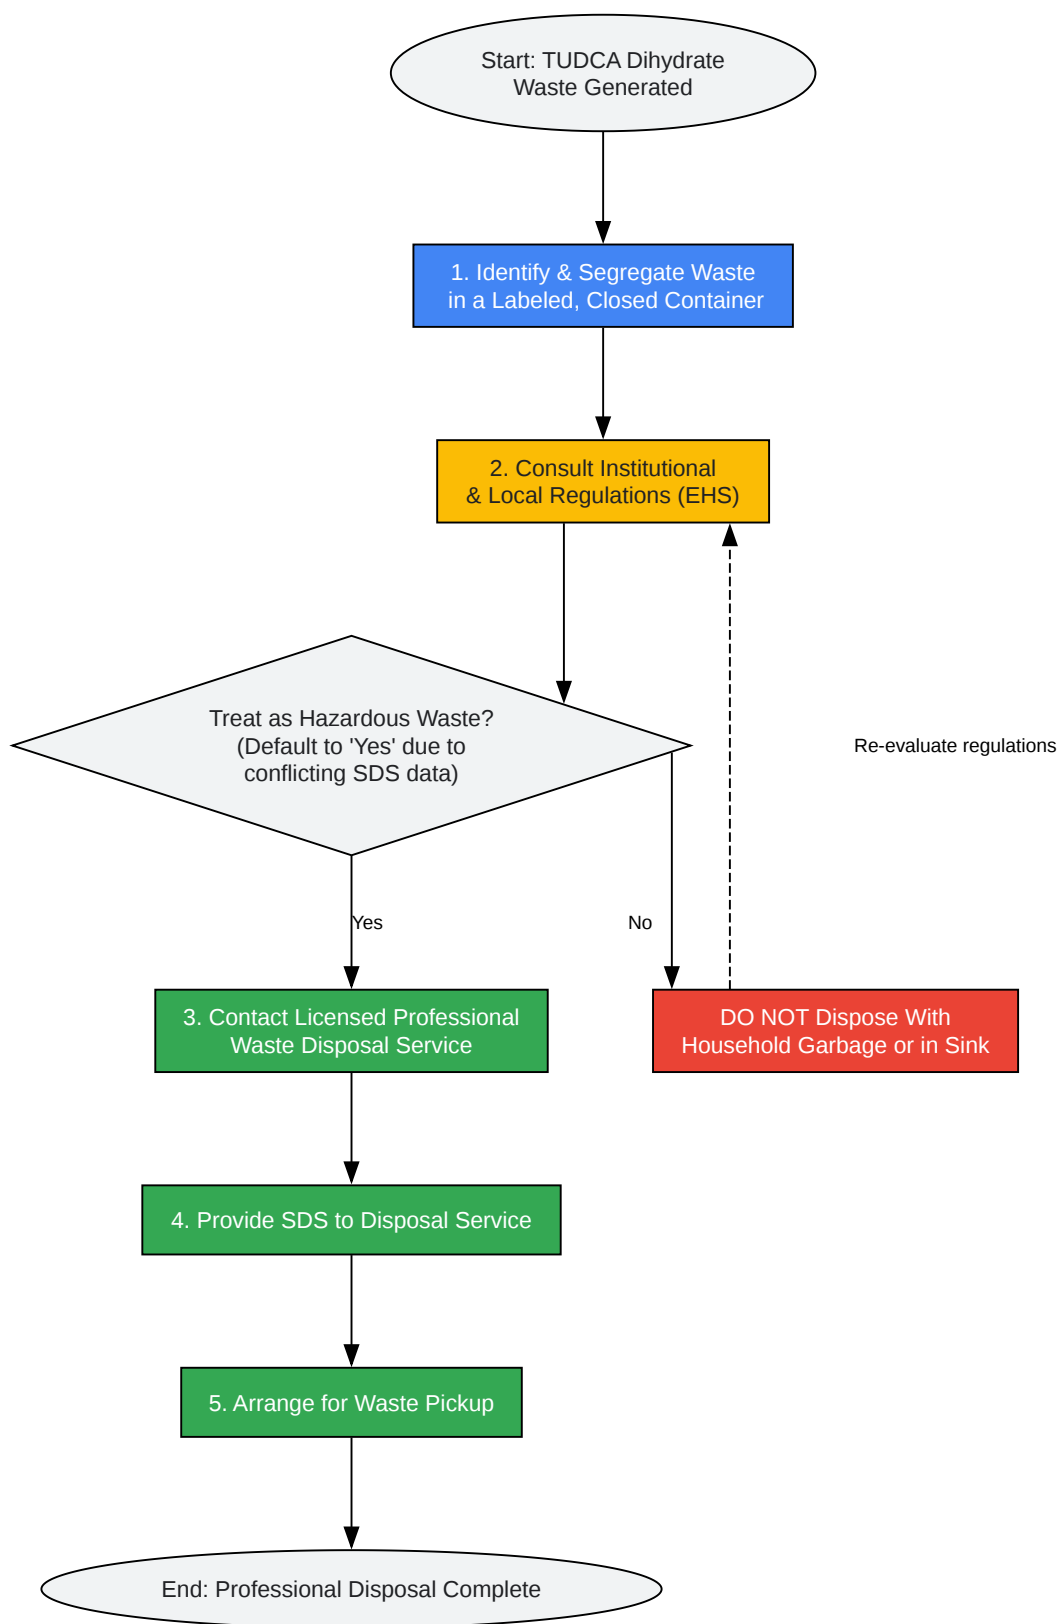 Start: TUDCA Dihydrate
Waste Generated
1. Identify & Segregate Waste
in a Labeled, Closed Container
2. Consult Institutional
& Local Regulations (EHS)
Treat as Hazardous Waste?
(Default to 'Yes' due to
conflicting SDS data)
Re-evaluate regulations
Yes
No
3. Contact Licensed Professional
Waste Disposal Service
DO NOT Dispose With
Household Garbage or in Sink
4. Provide SDS to Disposal Service
5. Arrange for Waste Pickup
End: Professional Disposal Complete